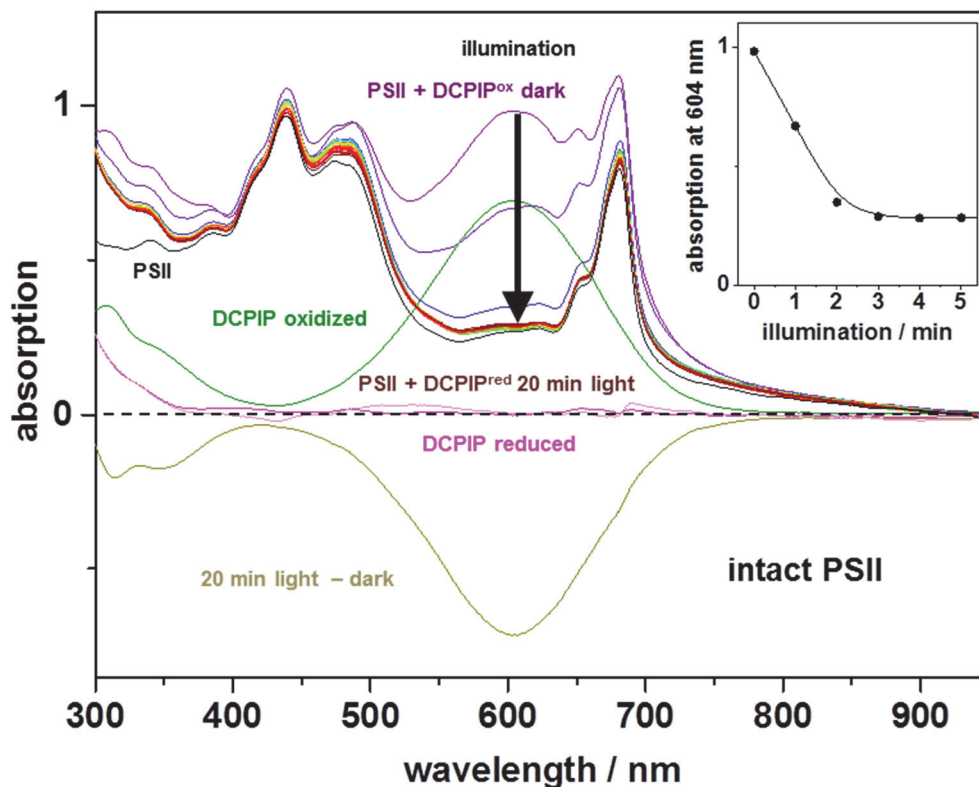 illumination
PSII + DCPIPox dark
PSII
DCPIP oxidized
PSII + DCPIPred 20 min light
DCPIP reduced
20 min light – dark
intact PSII
absorption
1
0
300 400 500 600 700 800 900
wavelength / nm
absorption at 604 nm
1
0
0 1 2 3 4 5
illumination / min